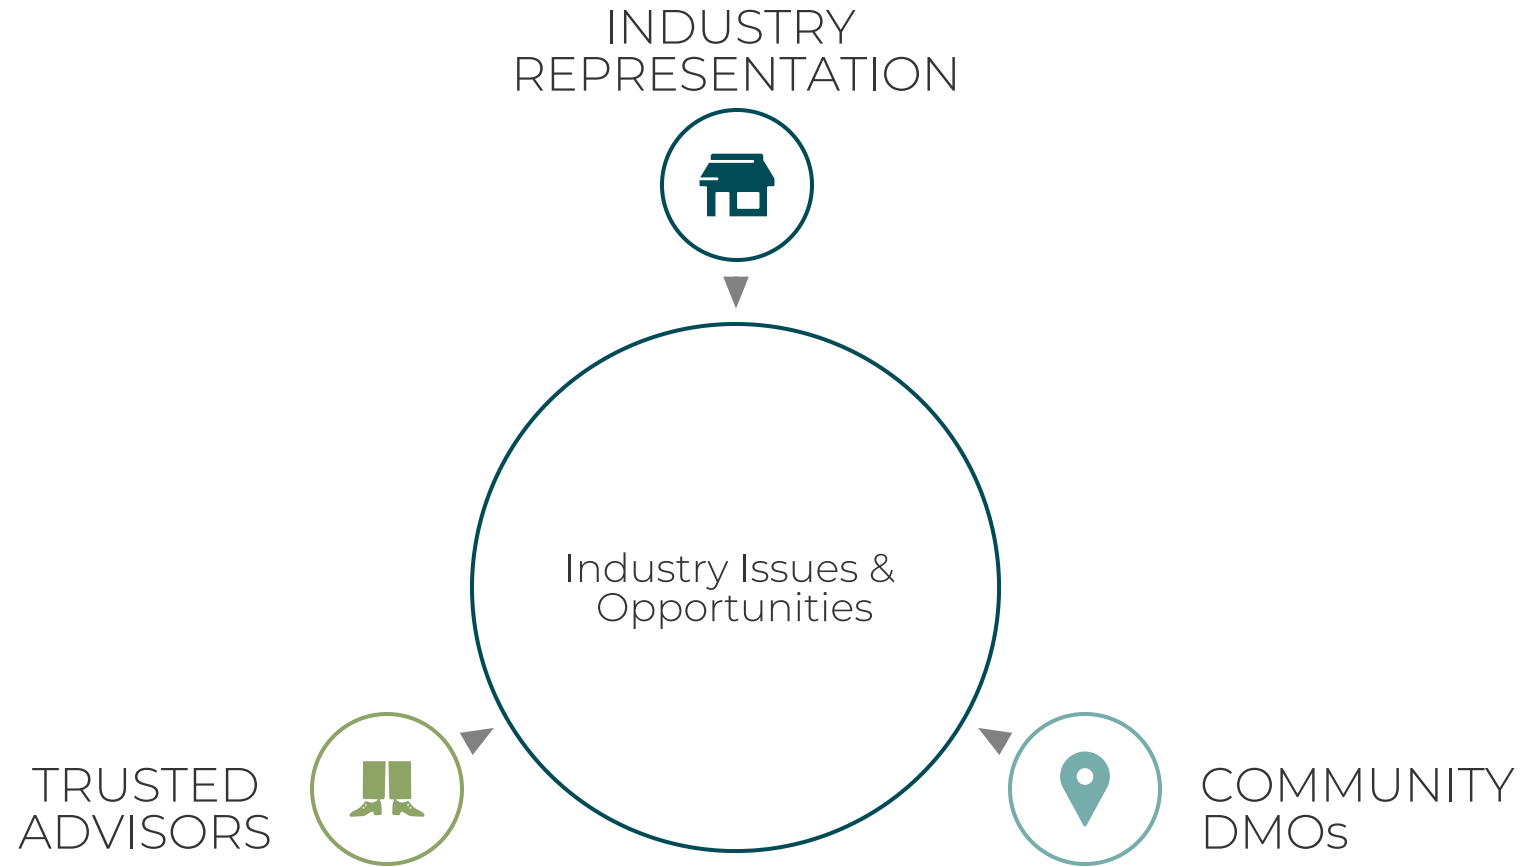 INDUSTRY
REPRESENTATION
Industry Issues &
Opportunities
TRUSTED
ADVISORS
COMMUNITY
DMOs